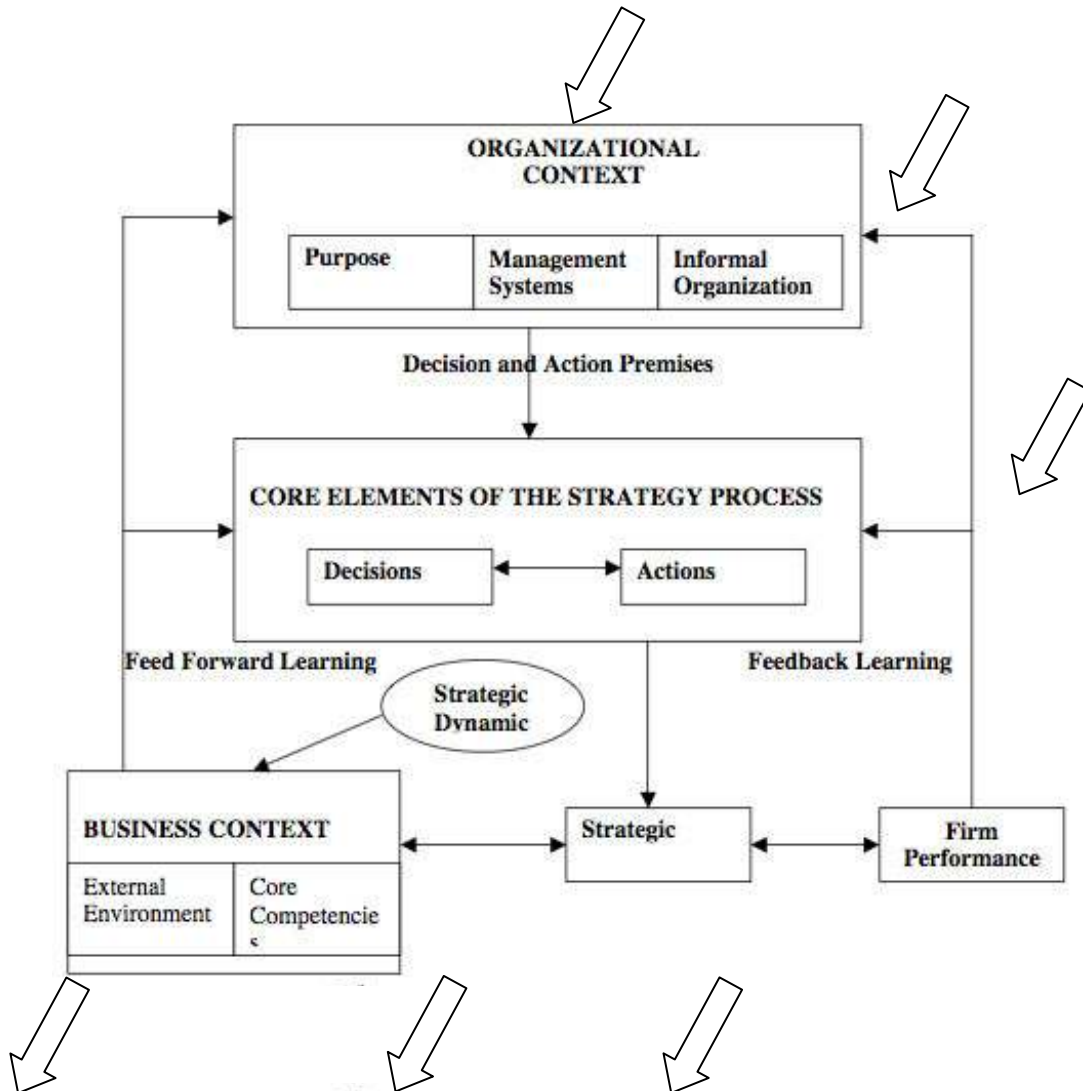 ORGANIZATIONAL
CONTEXT
Purpose
Management
Systems
Informal
Organization
Decision and Action Premises
CORE ELEMENTS OF THE STRATEGY PROCESS
Decisions
Actions
Feed Forward Learning
Feedback Learning
Strategic
Dynamic
BUSINESS CONTEXT
External
Environment
Core
Competencie
s
Strategic
Firm
Performance